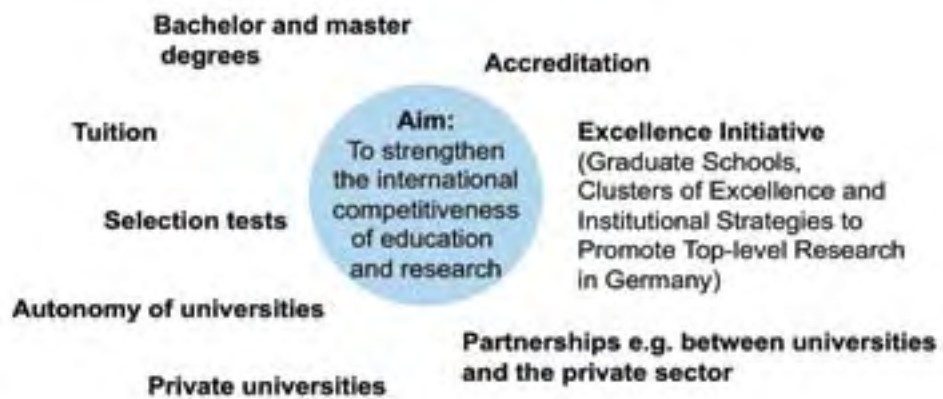 Bachelor and master
degrees
Accreditation
Tuition
Aim:
To strengthen
the international
competitiveness
of education
and research
Excellence Initiative
(Graduate Schools,
Clusters of Excellence and
Institutional Strategies to
Promote Top-level Research
in Germany)
Selection tests
Autonomy of universities
Partnerships e.g. between universities
and the private sector
Private universities